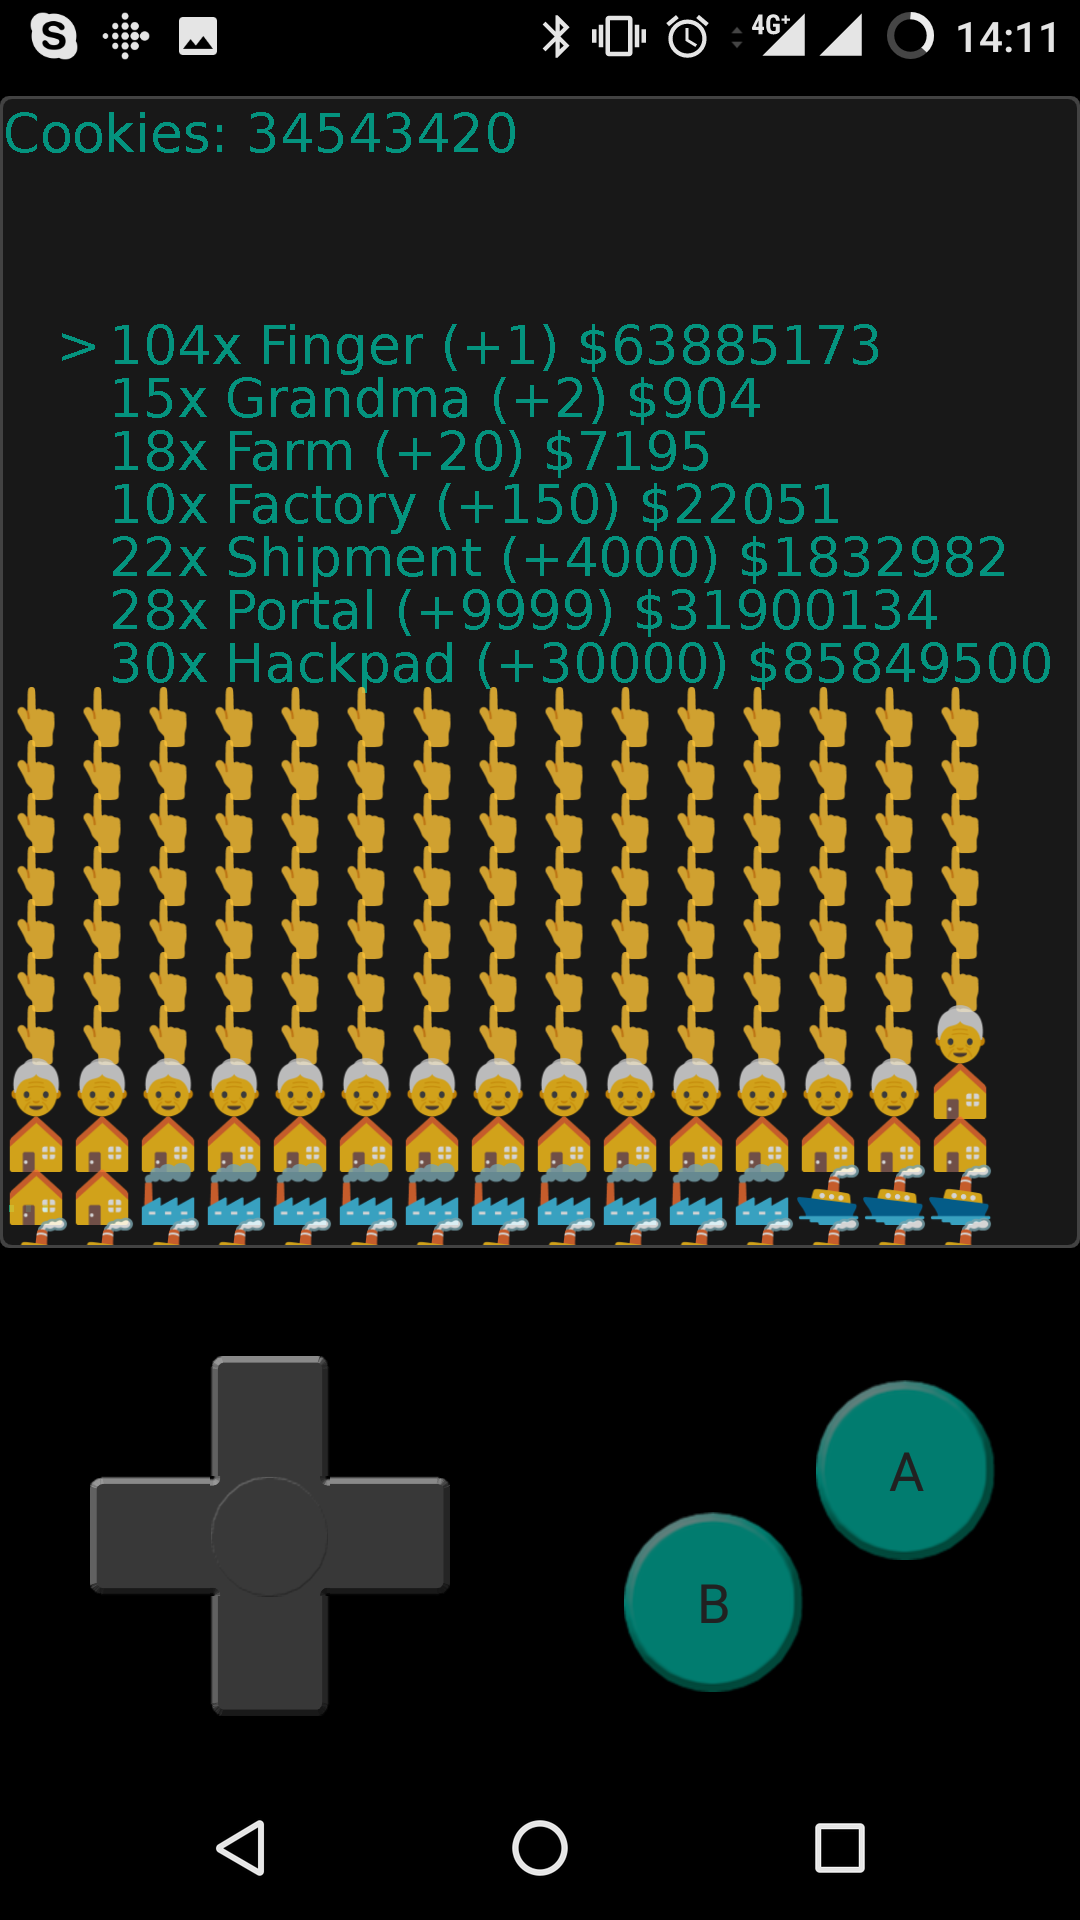 4G+ 14:11
Cookies: 34543420
> 104x Finger (+1) $63885173
15x Grandma (+2) $904
18x Farm (+20) $7195
10x Factory (+150) $22051
22x Shipment (+4000) $1832982
28x Portal (+9999) $31900134
30x Hackpad (+30000) $85849500
A
B